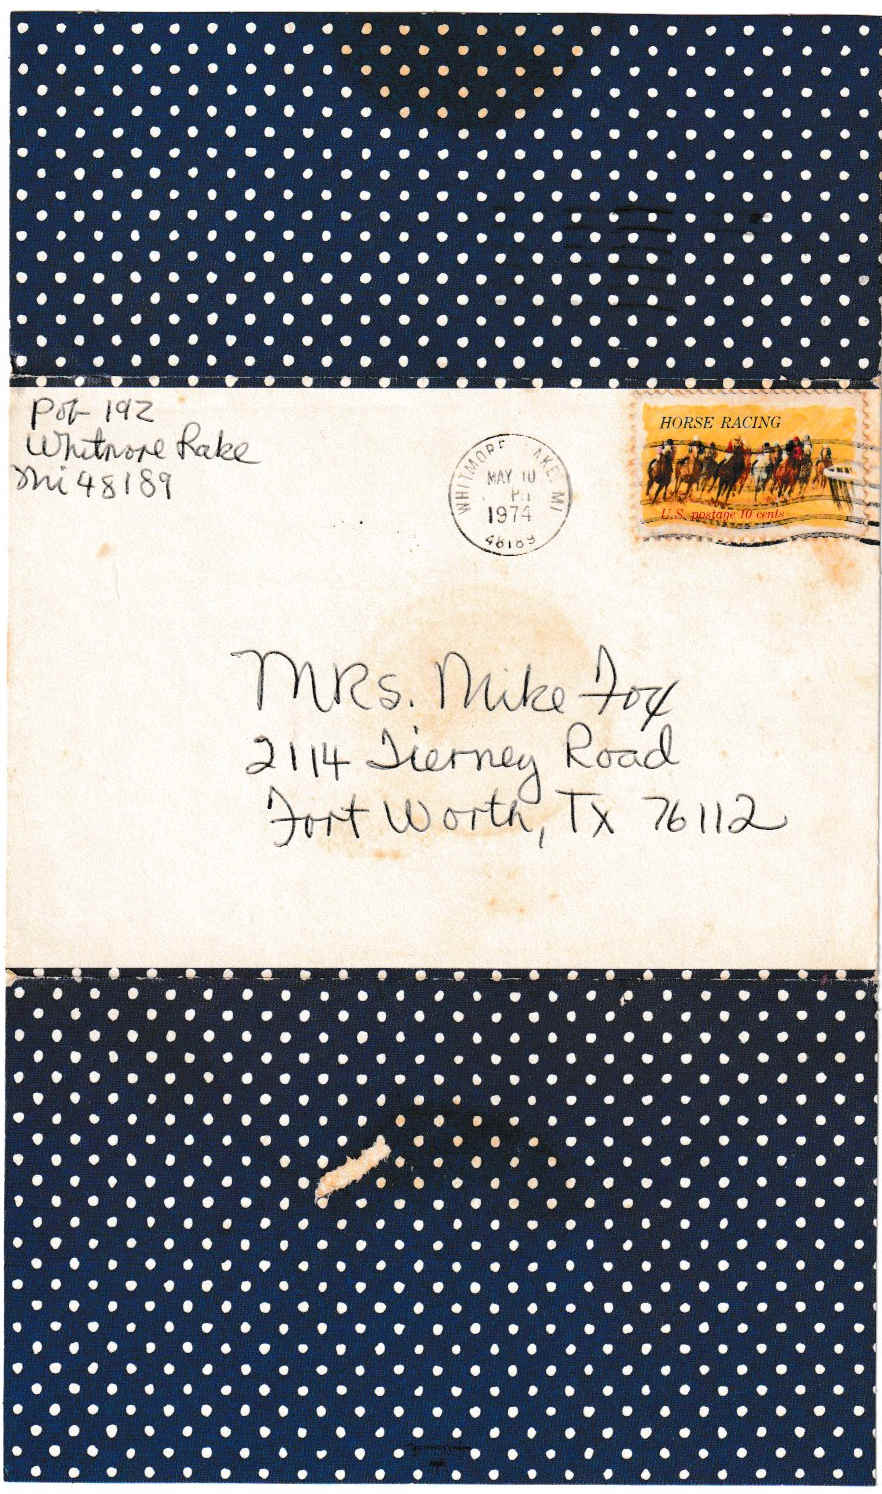 POB 192
Whitmore Lake
Mi 48189
WHITMORE LAKE, MI
MAY 10
PM
1974
48189
HORSE RACING
U.S. postage 10 cents
MRs. Mike Fox
2114 Tierney Road
Fort Worth, Tx 76112